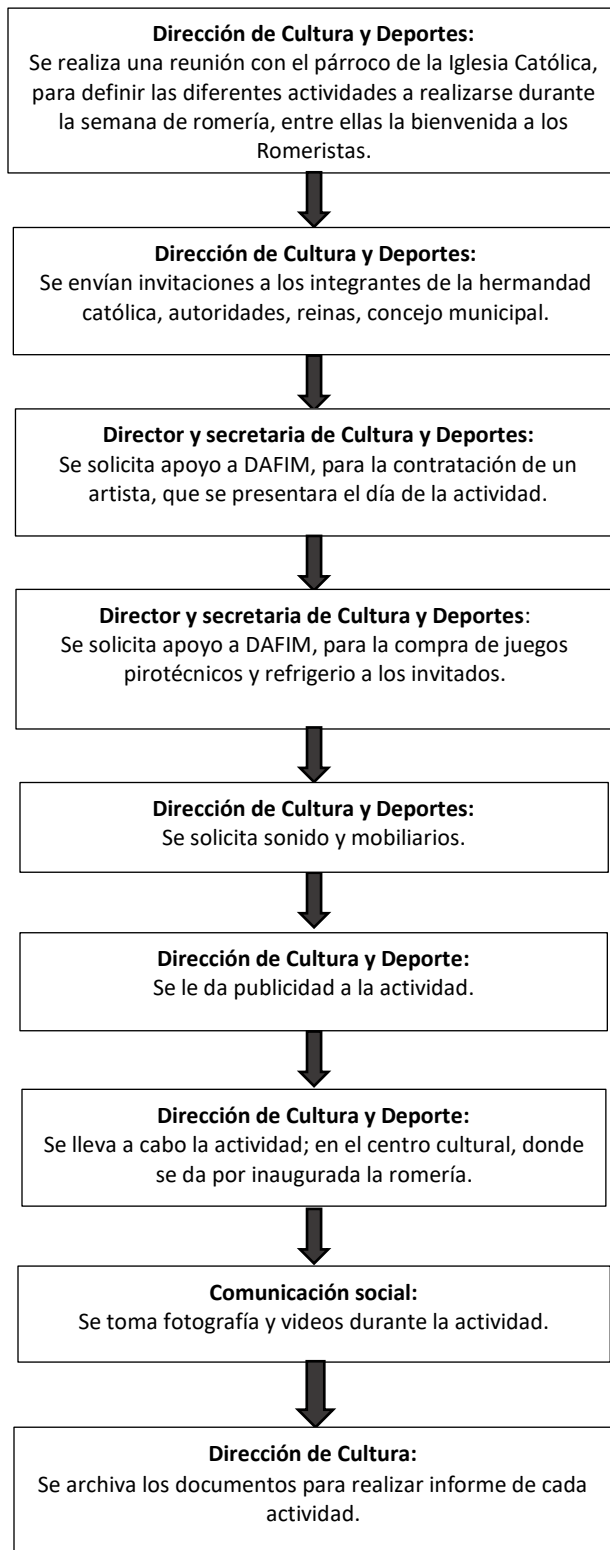 Dirección de Cultura y Deportes:
Se realiza una reunión con el párroco de la Iglesia Católica,
para definir las diferentes actividades a realizarse durante
la semana de romería, entre ellas la bienvenida a los
Romeristas.
Dirección de Cultura y Deportes:
Se envían invitaciones a los integrantes de la hermandad
católica, autoridades, reinas, concejo municipal.
Director y secretaria de Cultura y Deportes:
Se solicita apoyo a DAFIM, para la contratación de un
artista, que se presentara el día de la actividad.
Director y secretaria de Cultura y Deportes:
Se solicita apoyo a DAFIM, para la compra de juegos
pirotécnicos y refrigerio a los invitados.
Dirección de Cultura y Deportes:
Se solicita sonido y mobiliarios.
Dirección de Cultura y Deporte:
Se le da publicidad a la actividad.
Dirección de Cultura y Deporte:
Se lleva a cabo la actividad; en el centro cultural, donde
se da por inaugurada la romería.
Comunicación social:
Se toma fotografía y videos durante la actividad.
Dirección de Cultura:
Se archiva los documentos para realizar informe de cada
actividad.